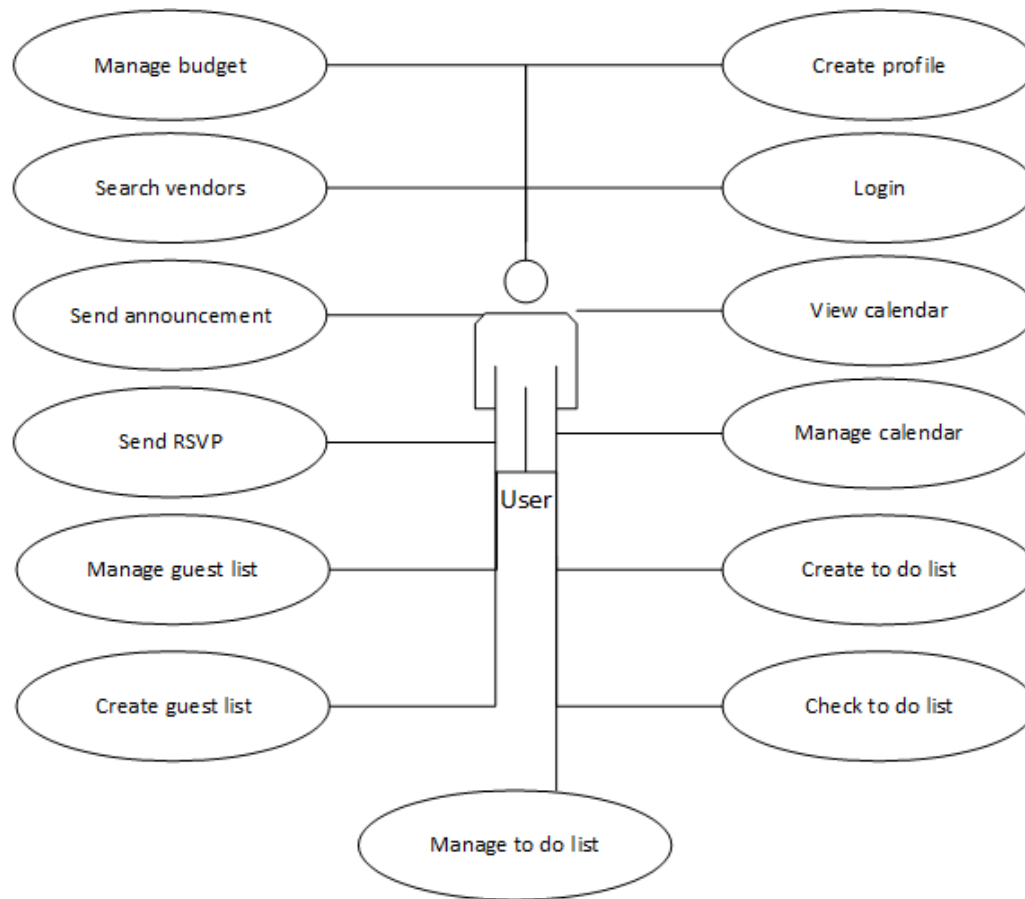 Manage budget
Create profile
Search vendors
Login
Send announcement
View calendar
Send RSVP
Manage calendar
User
Manage guest list
Create to do list
Create guest list
Check to do list
Manage to do list